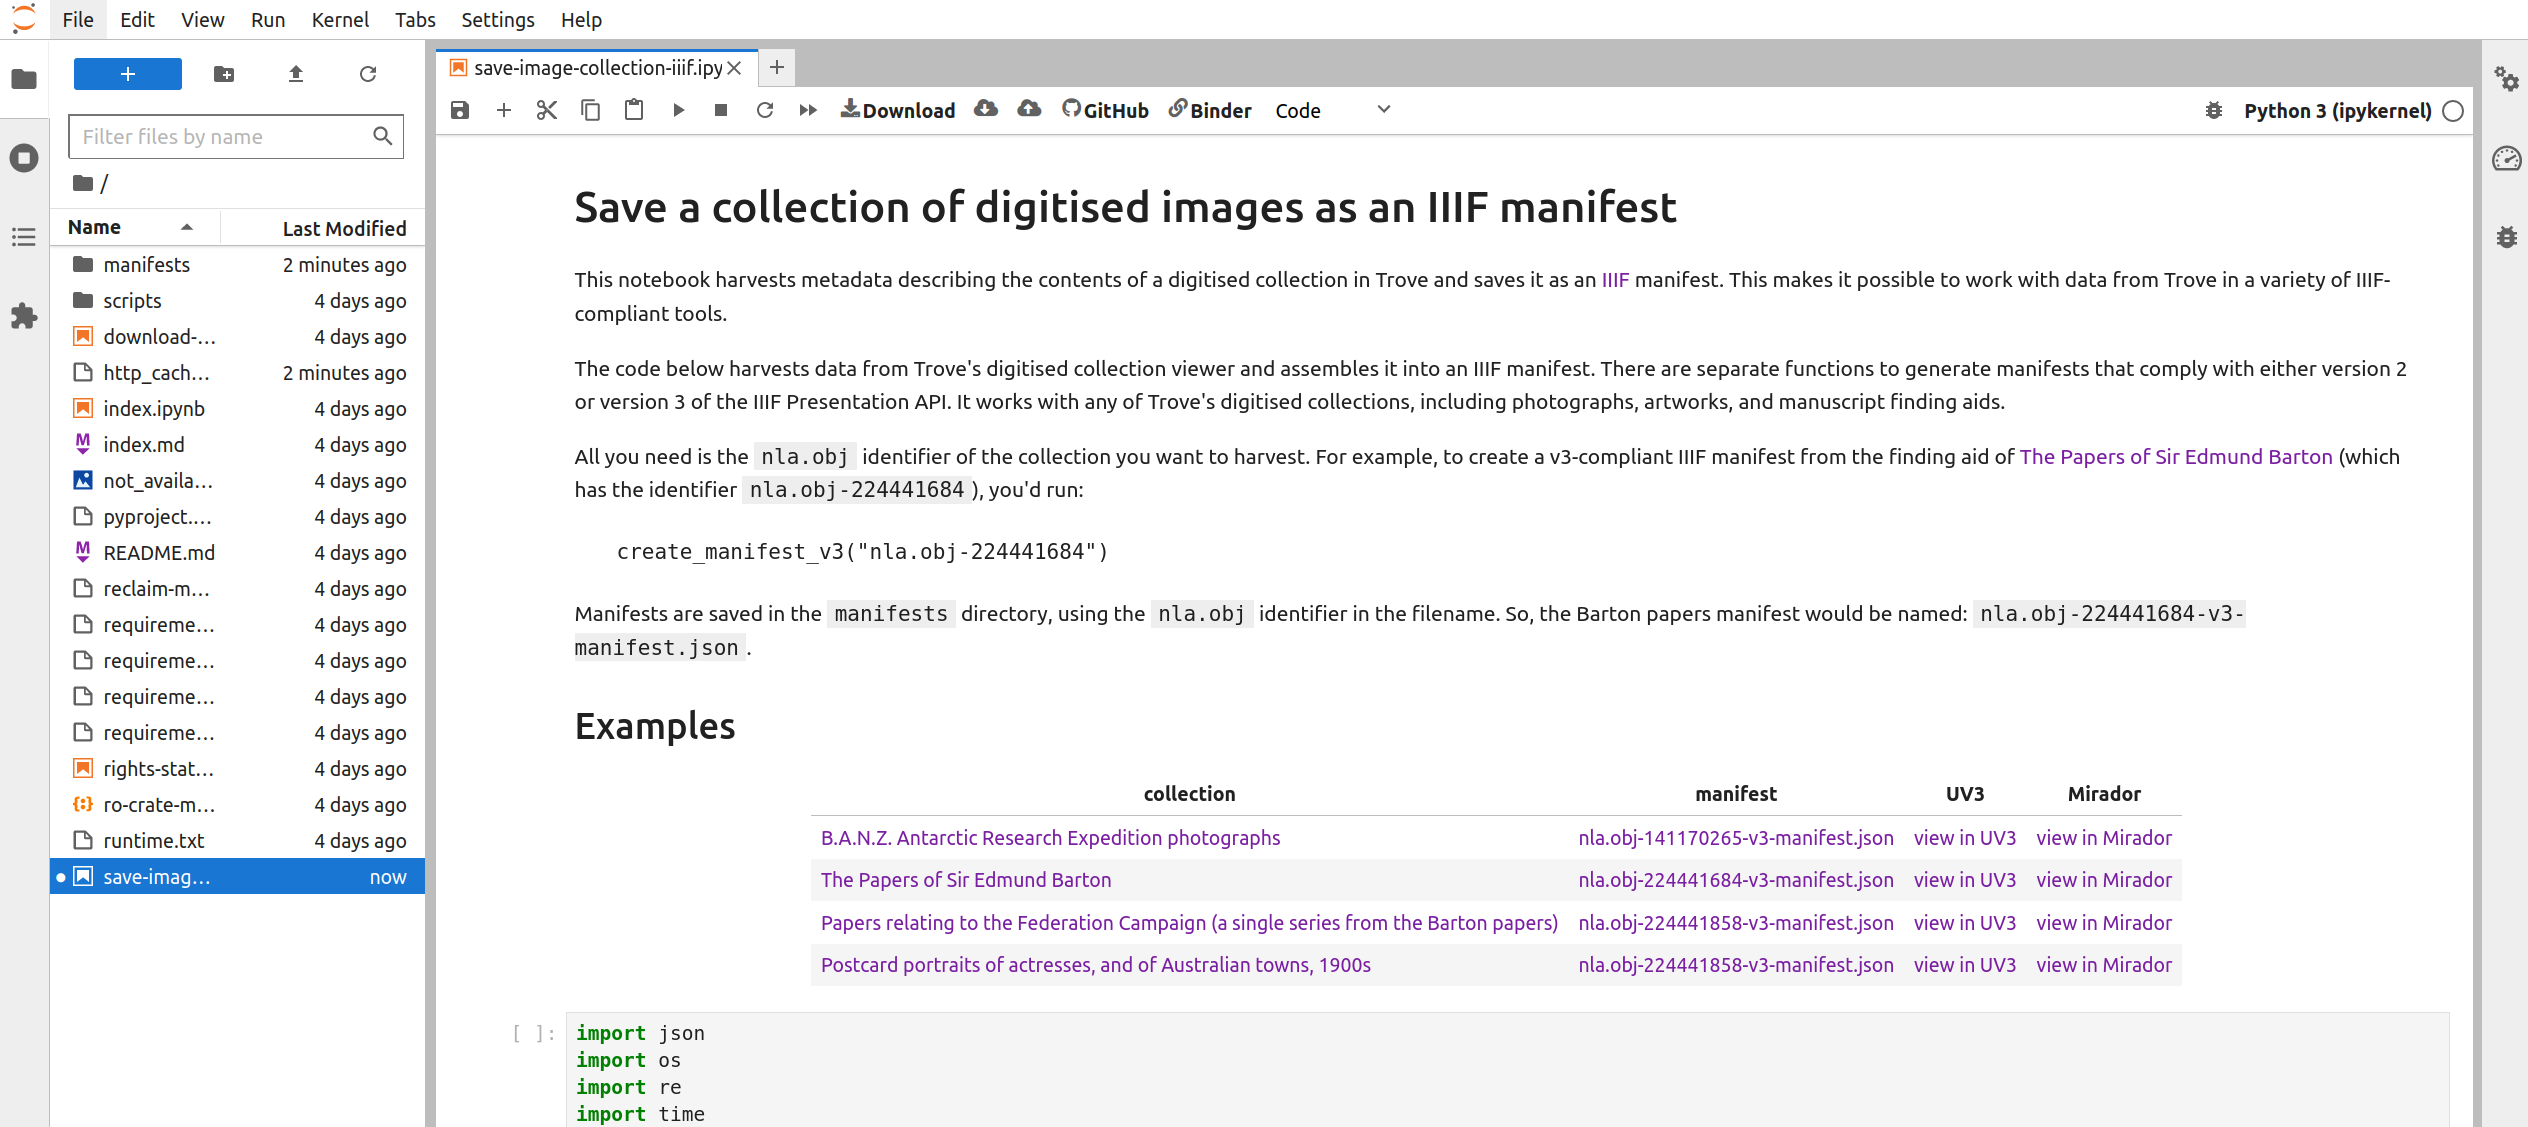 File Edit View Run Kernel Tabs Settings Help
Filter files by name
/
Name Last Modified
manifests 2 minutes ago
scripts 4 days ago
download-... 4 days ago
http_cach... 2 minutes ago
index.ipynb 4 days ago
index.md 4 days ago
not_availa... 4 days ago
pyproject.... 4 days ago
README.md 4 days ago
reclaim-m... 4 days ago
requireme... 4 days ago
requireme... 4 days ago
requireme... 4 days ago
requireme... 4 days ago
rights-stat... 4 days ago
ro-crate-m... 4 days ago
runtime.txt 4 days ago
save-imag... now
save-image-collection-iiif.ipy
Download GitHub Binder Code Python 3 (ipykernel)
Save a collection of digitised images as an IIIF manifest
This notebook harvests metadata describing the contents of a digitised collection in Trove and saves it as an IIIF manifest. This makes it possible to work with data from Trove in a variety of IIIF-
compliant tools.
The code below harvests data from Trove's digitised collection viewer and assembles it into an IIIF manifest. There are separate functions to generate manifests that comply with either version 2
or version 3 of the IIIF Presentation API. It works with any of Trove's digitised collections, including photographs, artworks, and manuscript finding aids.
All you need is the nla.obj identifier of the collection you want to harvest. For example, to create a v3-compliant IIIF manifest from the finding aid of The Papers of Sir Edmund Barton (which
has the identifier nla.obj-224441684 ), you'd run:
create_manifest_v3("nla.obj-224441684")
Manifests are saved in the manifests directory, using the nla.obj identifier in the filename. So, the Barton papers manifest would be named: nla.obj-224441684-v3-
manifest.json .
Examples
collection manifest UV3 Mirador
B.A.N.Z. Antarctic Research Expedition photographs nla.obj-141170265-v3-manifest.json view in UV3 view in Mirador
The Papers of Sir Edmund Barton nla.obj-224441684-v3-manifest.json view in UV3 view in Mirador
Papers relating to the Federation Campaign (a single series from the Barton papers) nla.obj-224441858-v3-manifest.json view in UV3 view in Mirador
Postcard portraits of actresses, and of Australian towns, 1900s nla.obj-224441858-v3-manifest.json view in UV3 view in Mirador
[ ]: import json
import os
import re
import time